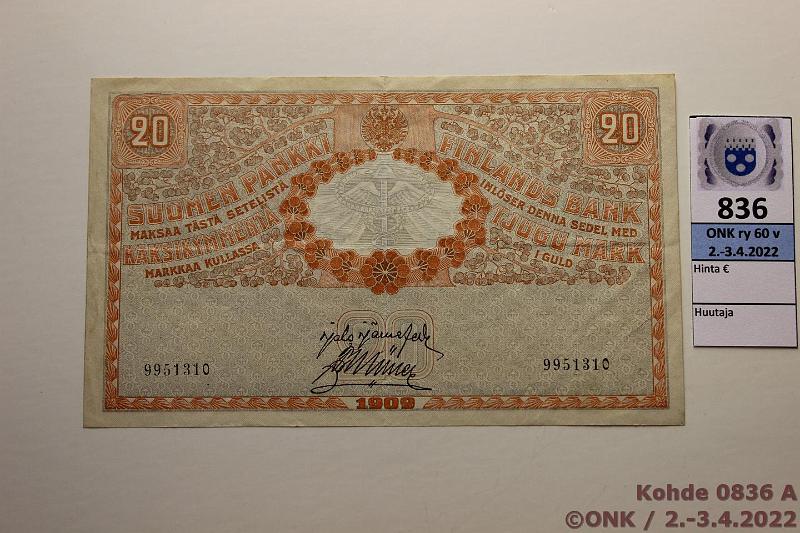 20
20
SUOMEN PANKKI
MAKSAA TÄSTÄ SETELISTÄ
KAKSIKYMMENTÄ
MARKKAA KULLASSA
FINLANDS BANK
INLÖSER DENNA SEDEL MED
TJUGU MARK
I GULD
20
9951310
9951310
1909
836
ONK ry 60 v
2.-3.4.2022
Hinta €
Huutaja
Kohde 0836 A
©ONK / 2.-3.4.2022